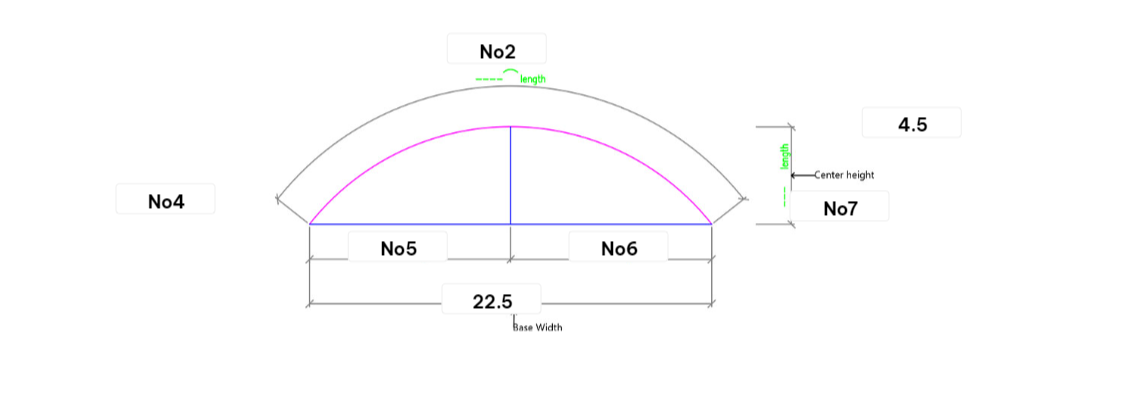 No2
---- length
4.5
length
Center height
No4
No7
No5
No6
22.5
Base Width